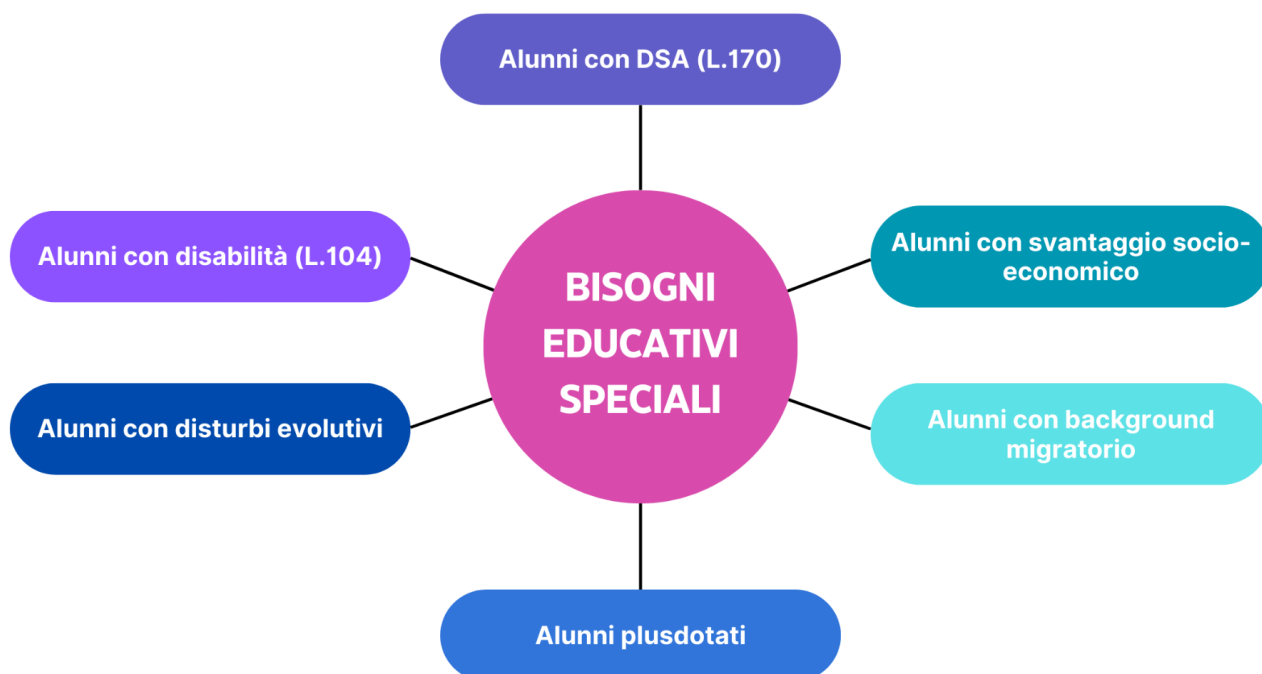 Alunni con DSA (L.170)
Alunni con disabilità (L.104)
Alunni con svantaggio socio-
economico
BISOGNI
EDUCATIVI
SPECIALI
Alunni con disturbi evolutivi
Alunni con background
migratorio
Alunni plusdotati